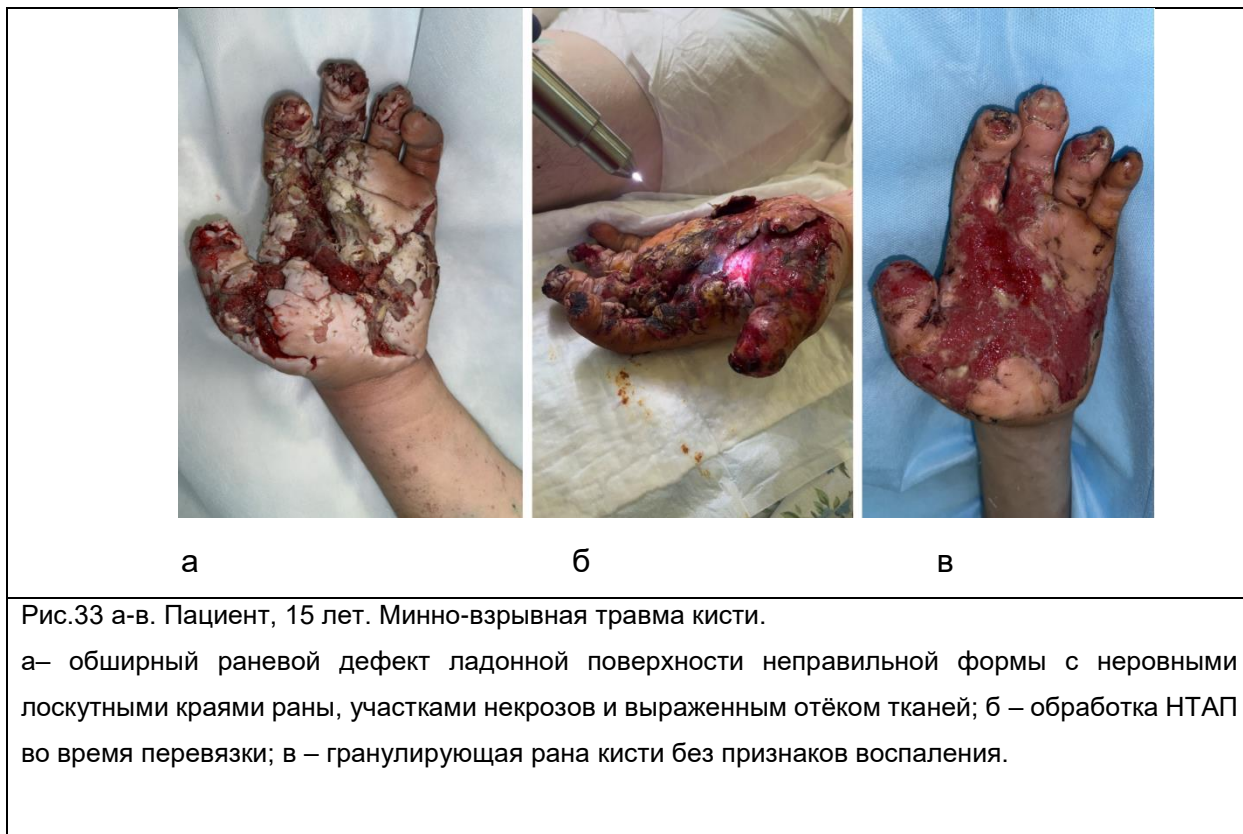 а б в
Рис.33 а-в. Пациент, 15 лет. Минно-взрывная травма кисти.
а– обширный раневой дефект ладонной поверхности неправильной формы с неровными
лоскутными краями раны, участками некрозов и выраженным отёком тканей; б – обработка НТАП
во время перевязки; в – гранулирующая рана кисти без признаков воспаления.